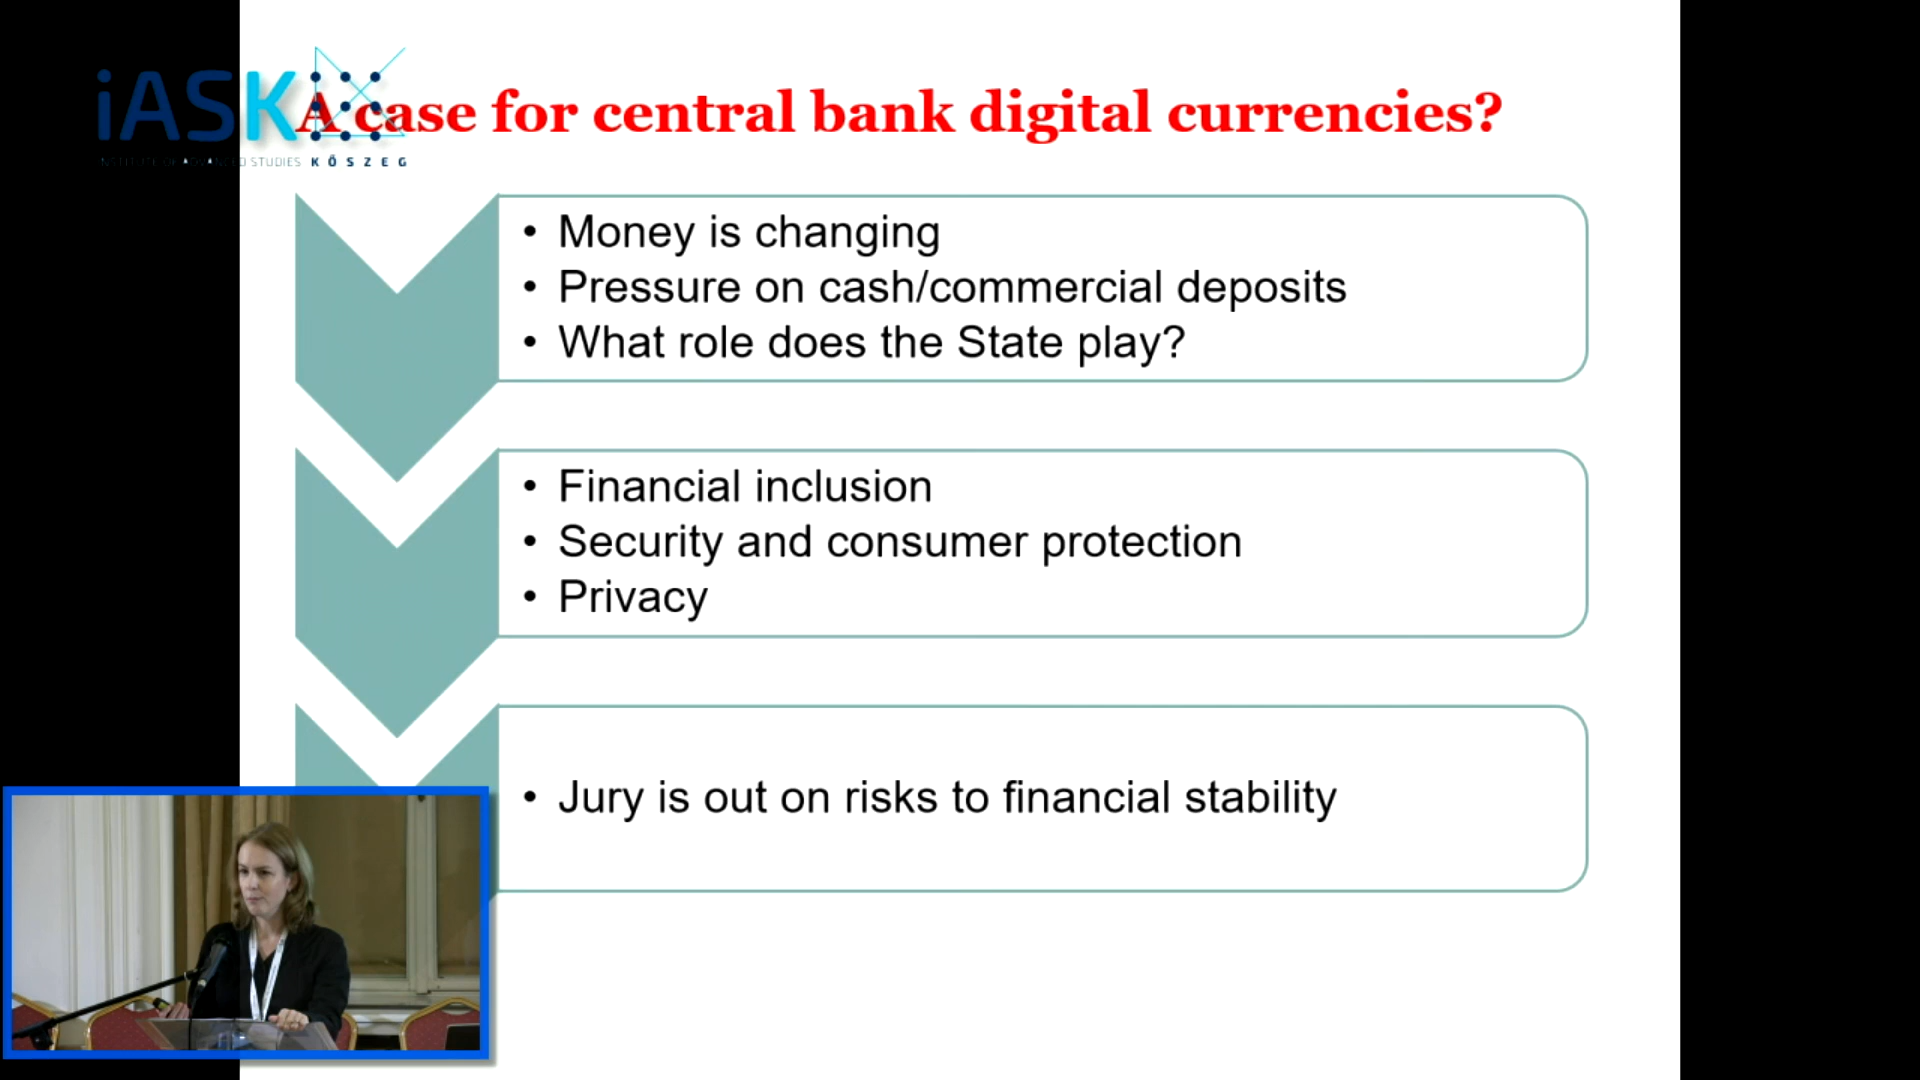 iASK
INSTITUTE OF ADVANCED STUDIES KŐSZEG
A case for central bank digital currencies?
• Money is changing
• Pressure on cash/commercial deposits
• What role does the State play?
• Financial inclusion
• Security and consumer protection
• Privacy
• Jury is out on risks to financial stability